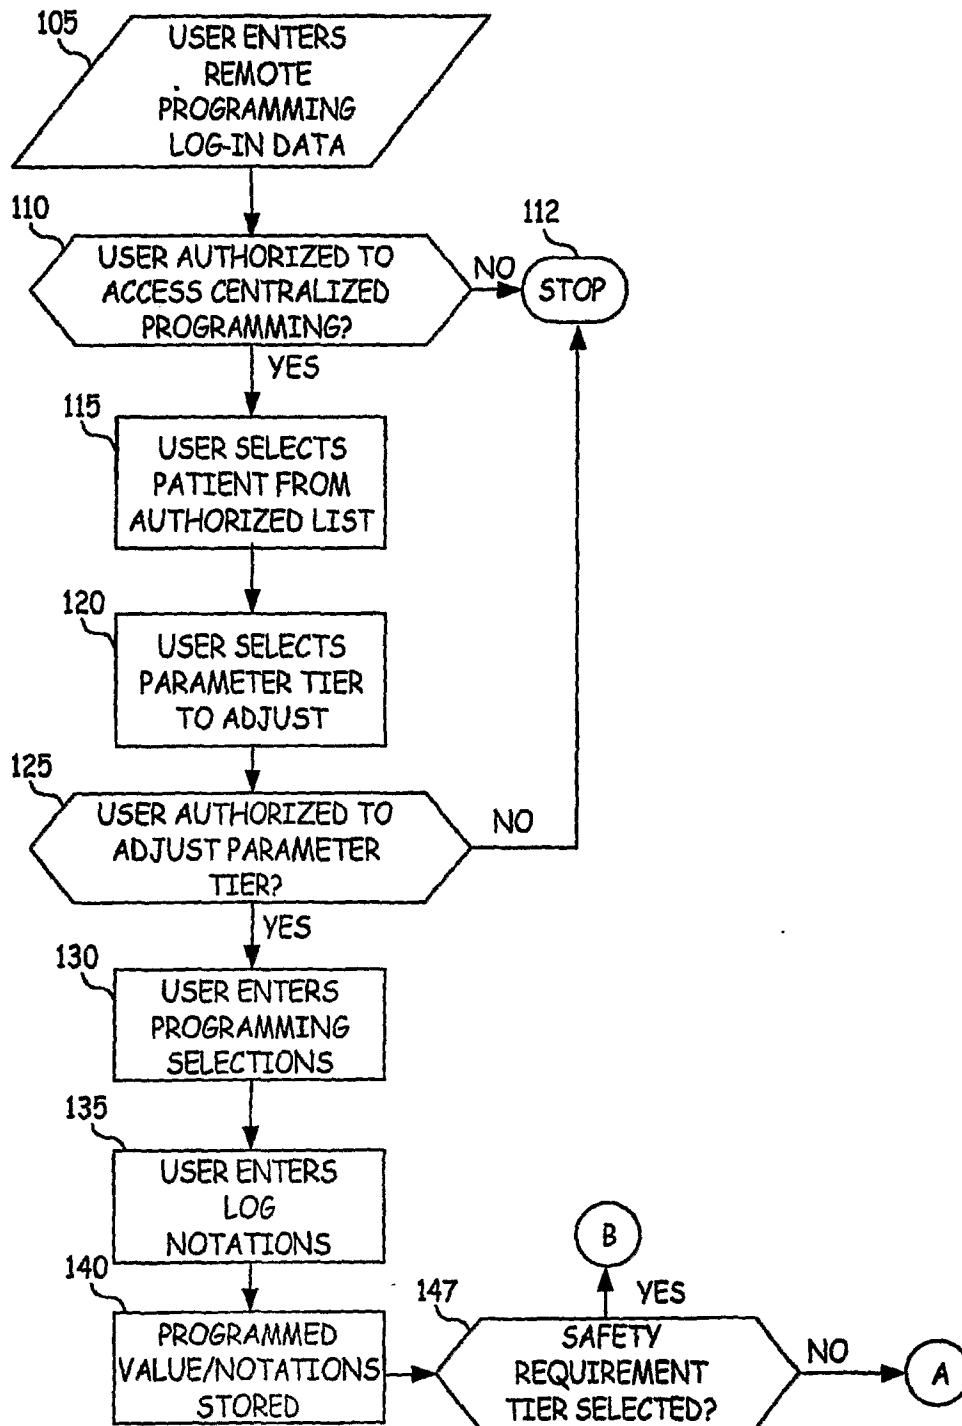 105
USER ENTERS
REMOTE
PROGRAMMING
LOG-IN DATA
110
USER AUTHORIZED TO
ACCESS CENTRALIZED
PROGRAMMING?
NO
112
STOP
YES
115
USER SELECTS
PATIENT FROM
AUTHORIZED LIST
120
USER SELECTS
PARAMETER TIER
TO ADJUST
125
USER AUTHORIZED TO
ADJUST PARAMETER
TIER?
NO
YES
130
USER ENTERS
PROGRAMMING
SELECTIONS
135
USER ENTERS
LOG
NOTATIONS
140
PROGRAMMED
VALUE/NOTATIONS
STORED
147
SAFETY
REQUIREMENT
TIER SELECTED?
YES
B
NO
A